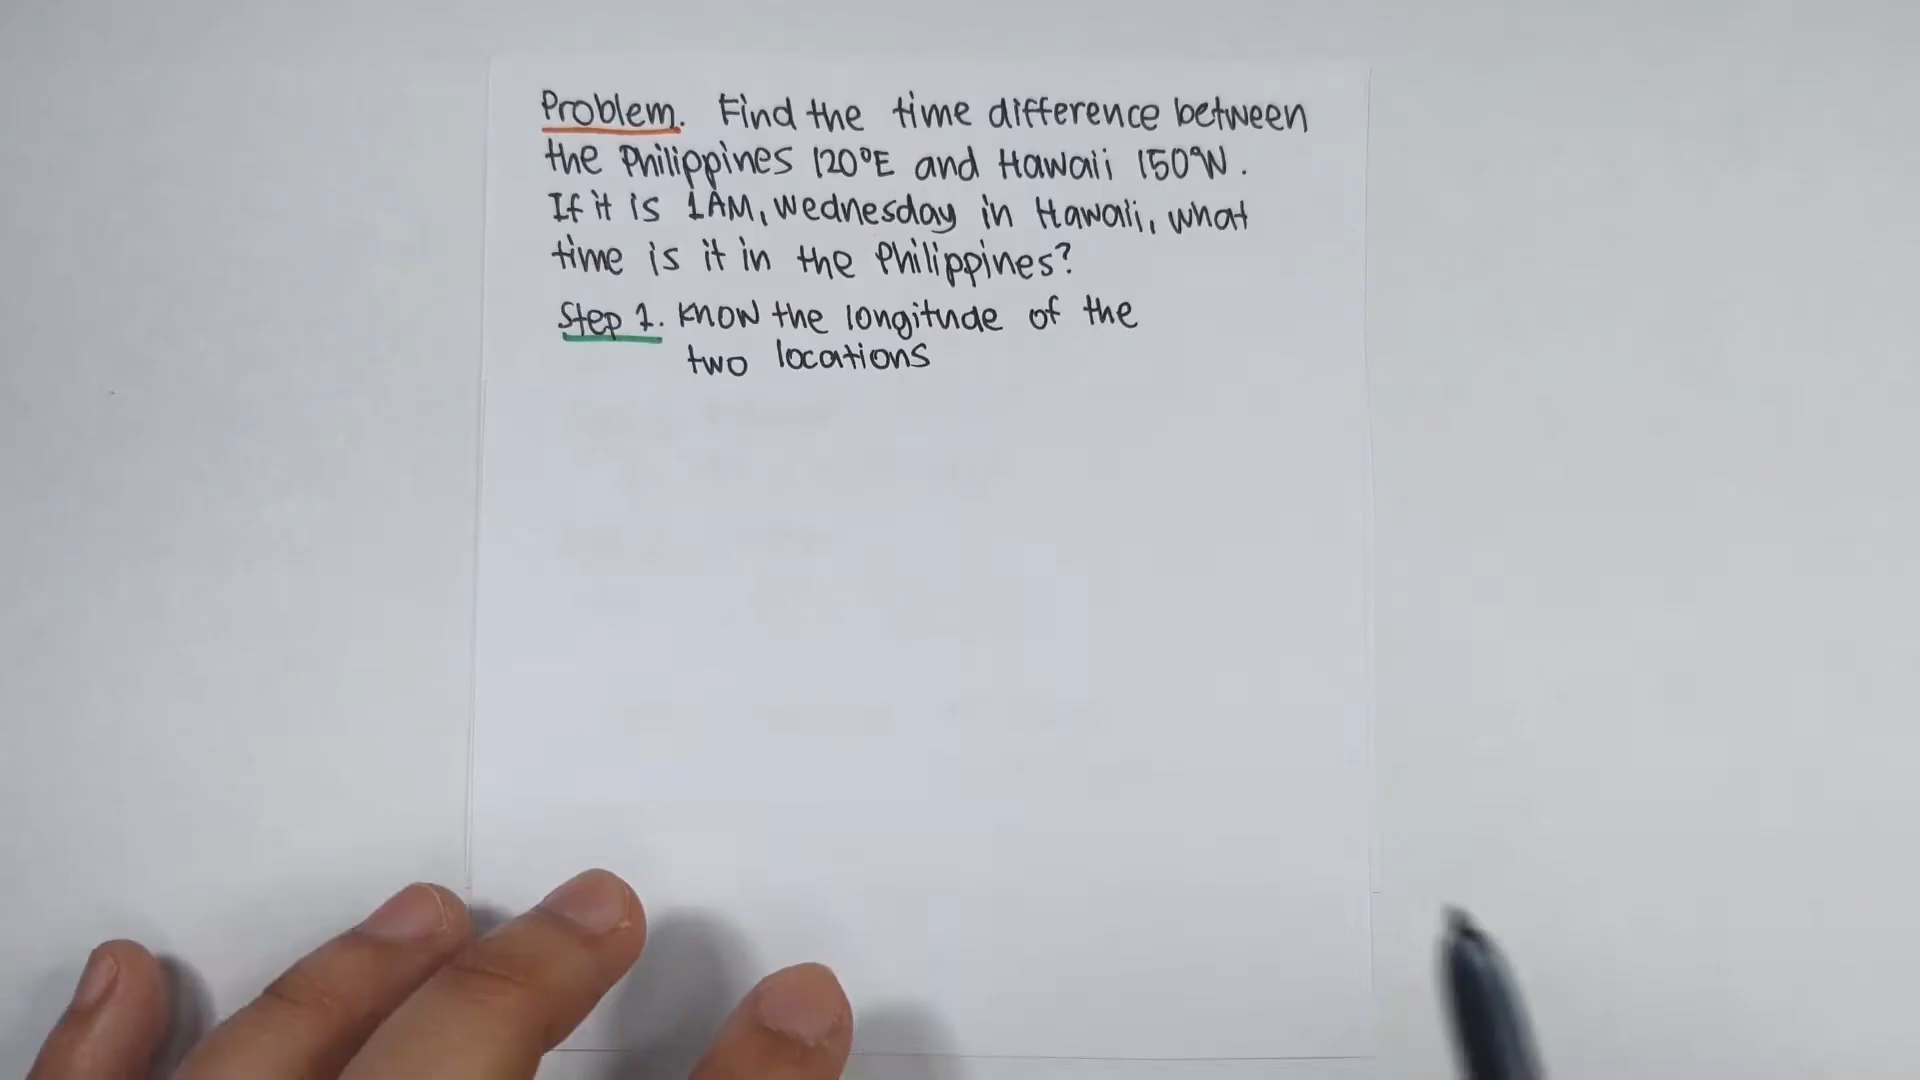 Problem. Find the time difference between
the Philippines 120°E and Hawaii 150°W.
If it is 1AM, Wednesday in Hawaii, what
time is it in the Philippines?
Step 1. Know the longitude of the
two locations